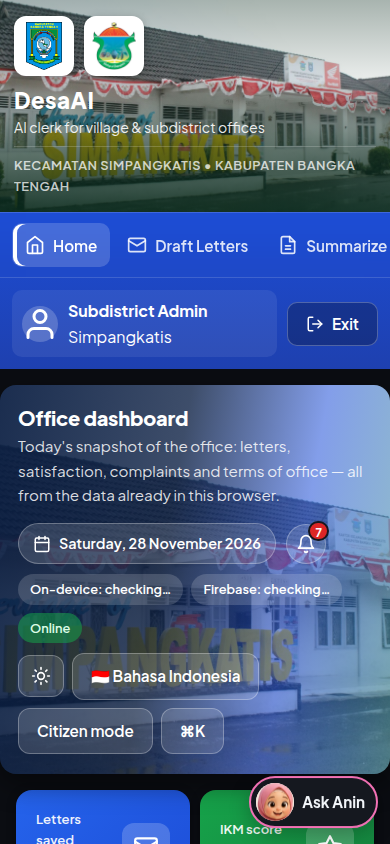 DesaAI
AI clerk for village & subdistrict offices
KECAMATAN SIMPANGKATIS • KABUPATEN BANGKA
TENGAH
SIMPANGKATIS
Home
Draft Letters
Summarize
Subdistrict Admin
Simpangkatis
Exit
Office dashboard
Today's snapshot of the office: letters,
satisfaction, complaints and terms of office — all
from the data already in this browser.
Saturday, 28 November 2026
7
On-device: checking…
Firebase: checking…
Online
🇮🇩 Bahasa Indonesia
Citizen mode
⌘K
Ask Anin
Letters
saved
IKM score